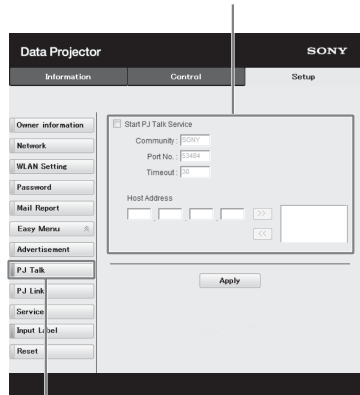 Data Projector
SONY
Information
Control
Setup
Owner information
Network
WLAN Setting
Password
Mail Report
Easy Menu
Advertisement
PJ Talk
PJ Link
Service
Input Label
Reset
Start PJ Talk Service
Community : SONY
Port No. : 53484
Timeout : 30
Host Address
. . .
>>
<<
Apply